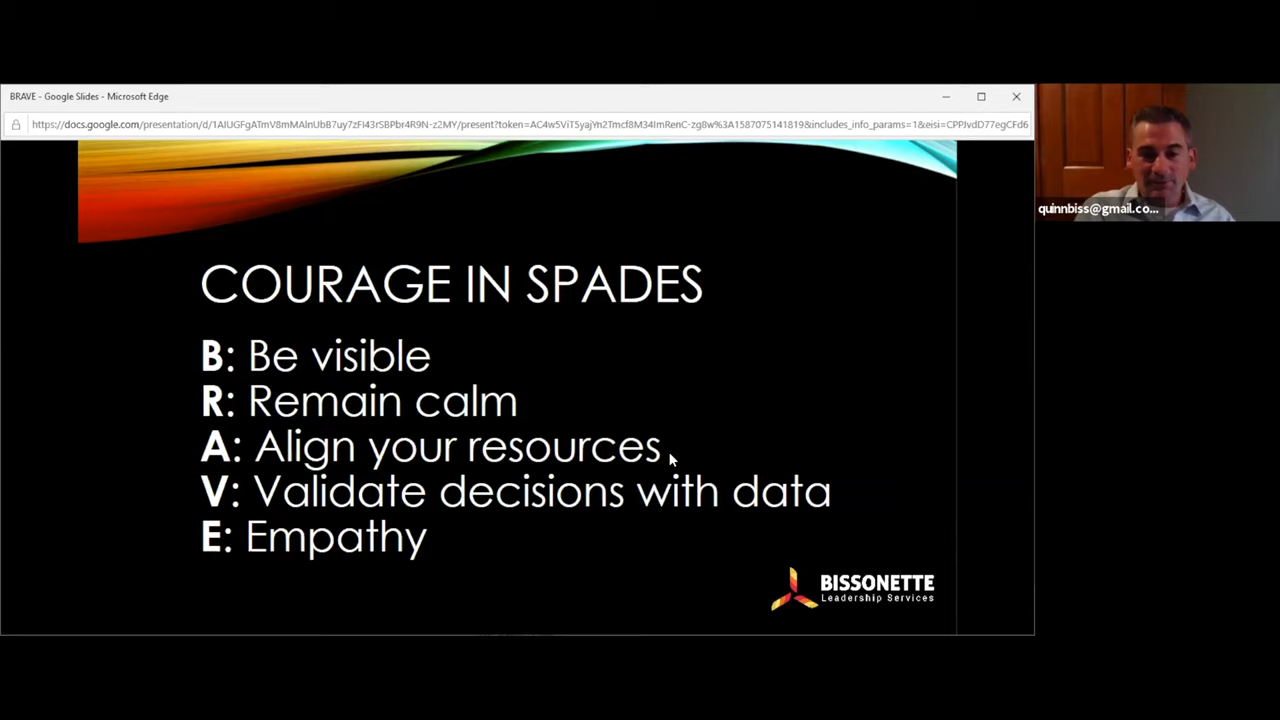 BRAVE - Google Slides - Microsoft Edge
https://docs.google.com/presentation/d/1AIUGFgATmV8mMAlnUbB7uy7zFI43rSBPbr4R9N-z2MY/present?token=AC4w5ViT5yajYn2Tmcf8M34ImRenC-zg8w%3A1587075141819&includes_info_params=1&eisi=CPPJvdD77egCFd6
quinnbiss@gmail.co...
COURAGE IN SPADES
B: Be visible
R: Remain calm
A: Align your resources
V: Validate decisions with data
E: Empathy
BISSONETTE
Leadership Services